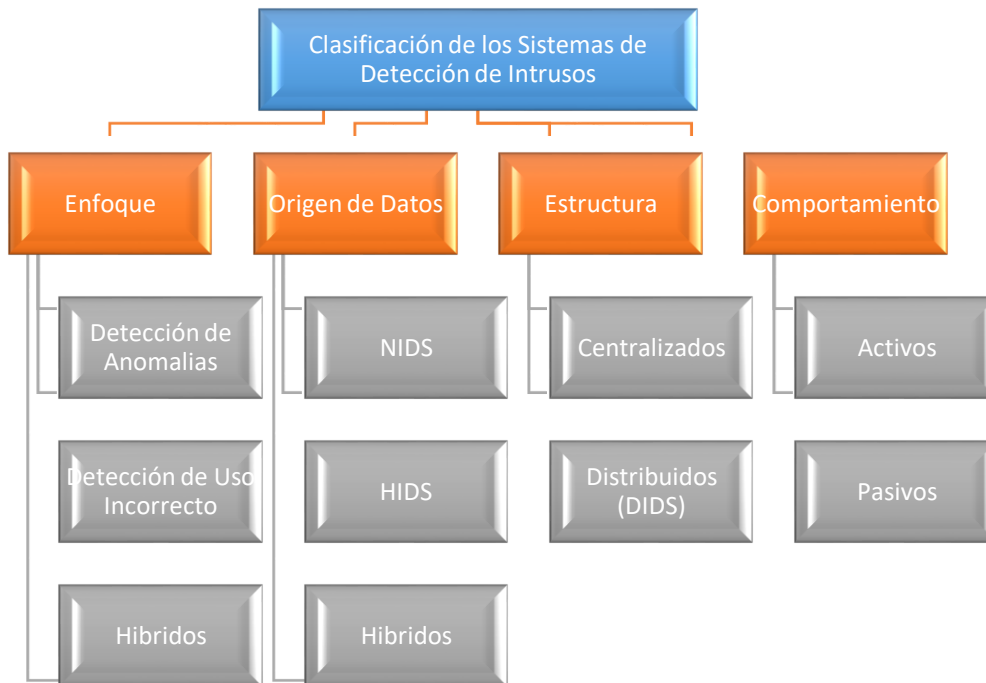 Clasificación de los Sistemas de
Detección de Intrusos
Enfoque
Origen de Datos
Estructura
Comportamiento
Detección de
Anomalias
NIDS
Centralizados
Activos
Detección de Uso
Incorrecto
HIDS
Distribuidos
(DIDS)
Pasivos
Hibridos
Hibridos